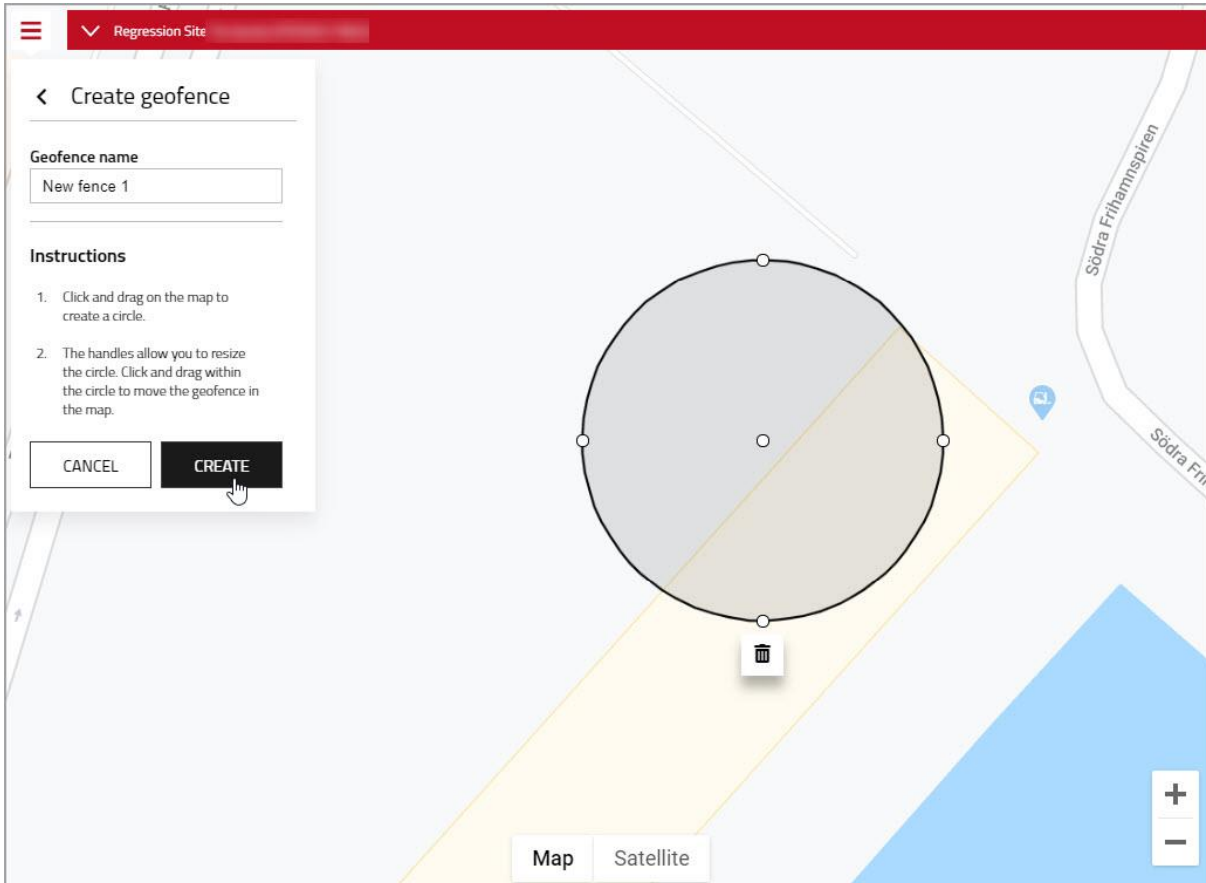 Regression Site
Create geofence
Geofence name
New fence 1
Instructions
1. Click and drag on the map to
create a circle.
2. The handles allow you to resize
the circle. Click and drag within
the circle to move the geofence in
the map.
CANCEL
CREATE
Södra Frihamnspiren
Södra Fri
Map
Satellite